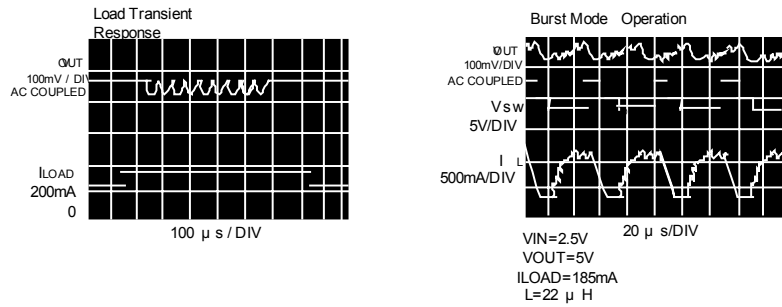 Load Transient
Response
VOUT
100mV / DIV
AC COUPLED
ILOAD
200mA
0
100 μ s / DIV
Burst Mode Operation
VOUT
100mV/DIV
AC COUPLED
Vsw
5V/DIV
I L
500mA/DIV
20 μ s/DIV
VIN=2.5V
VOUT=5V
ILOAD=185mA
L=22 μ H